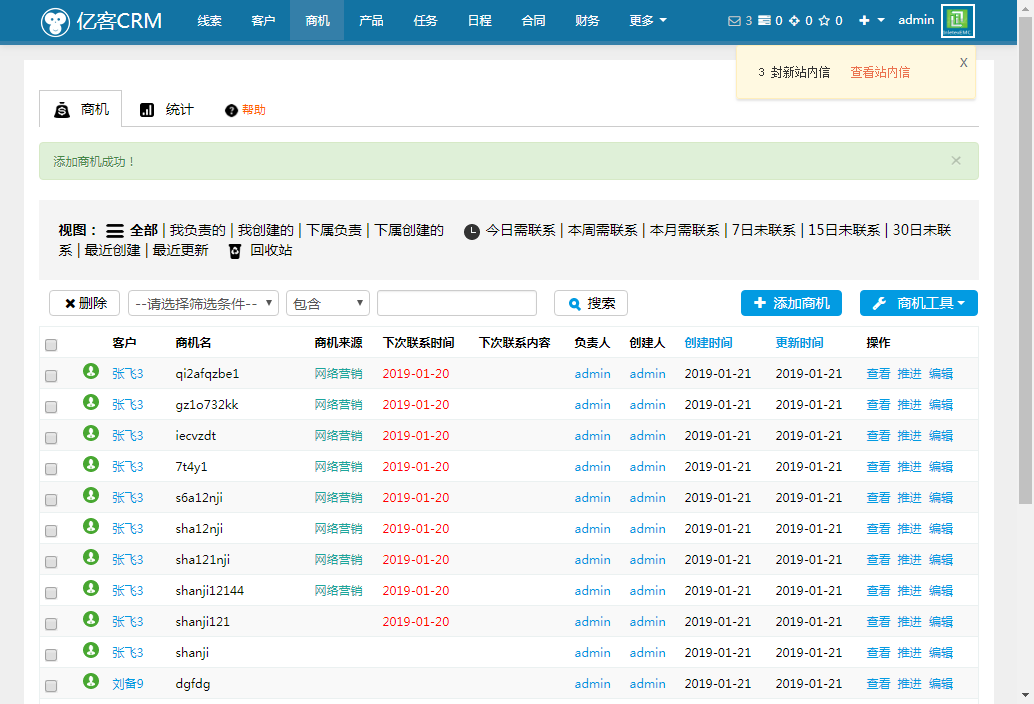 亿客CRM 线索 客户 商机 产品 任务 日程 合同 财务 更多 3 0 0 0 admin
3 封新站内信 查看站内信 X
商机 统计 帮助
添加商机成功！ ×
视图： 全部 | 我负责的 | 我创建的 | 下属负责 | 下属创建的 今日需联系 | 本周需联系 | 本月需联系 | 7日未联系 | 15日未联系 | 30日未联
系 | 最近创建 | 最近更新 回收站
删除 --请选择筛选条件-- 包含 搜索 添加商机 商机工具
客户 商机名 商机来源 下次联系时间 下次联系内容 负责人 创建人 创建时间 更新时间 操作
张飞3 qi2afqzbe1 网络营销 2019-01-20 admin admin 2019-01-21 2019-01-21 查看 推进 编辑
张飞3 gz1o732kk 网络营销 2019-01-20 admin admin 2019-01-21 2019-01-21 查看 推进 编辑
张飞3 iecvzdt 网络营销 2019-01-20 admin admin 2019-01-21 2019-01-21 查看 推进 编辑
张飞3 7t4y1 网络营销 2019-01-20 admin admin 2019-01-21 2019-01-21 查看 推进 编辑
张飞3 s6a12nji 网络营销 2019-01-20 admin admin 2019-01-21 2019-01-21 查看 推进 编辑
张飞3 sha12nji 网络营销 2019-01-20 admin admin 2019-01-21 2019-01-21 查看 推进 编辑
张飞3 sha121nji 网络营销 2019-01-20 admin admin 2019-01-21 2019-01-21 查看 推进 编辑
张飞3 shanji12144 网络营销 2019-01-20 admin admin 2019-01-21 2019-01-21 查看 推进 编辑
张飞3 shanji121 2019-01-20 admin admin 2019-01-21 2019-01-21 查看 推进 编辑
张飞3 shanji admin admin 2019-01-21 2019-01-21 查看 推进 编辑
刘备9 dgfdg admin admin 2019-01-21 2019-01-21 查看 推进 编辑